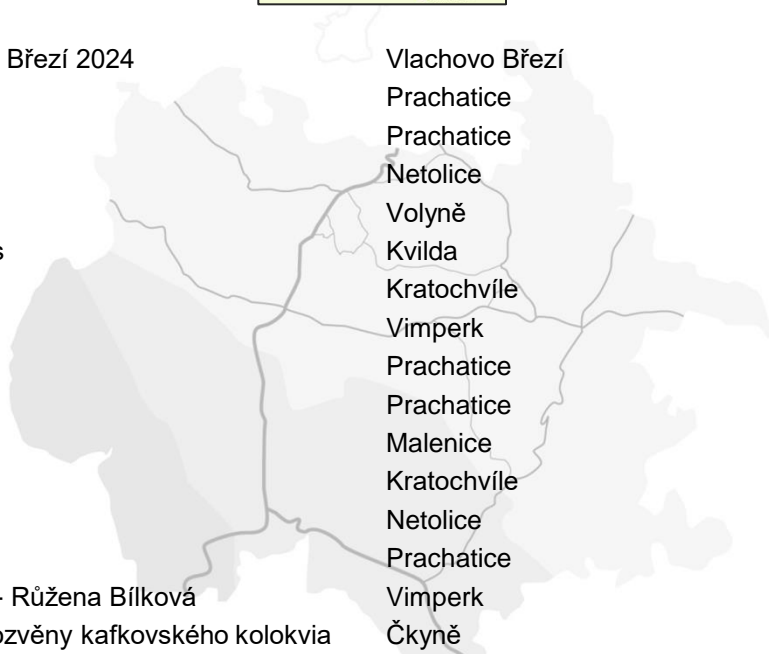 Březí 2024 Vlachovo Březí
Prachatice
Prachatice
Netolice
Volyně
s Kvilda
Kratochvíle
Vimperk
Prachatice
Prachatice
Malenice
Kratochvíle
Netolice
Prachatice
- Růžena Bílková Vimperk
ozvěny kafkovského kolokvia Čkyně